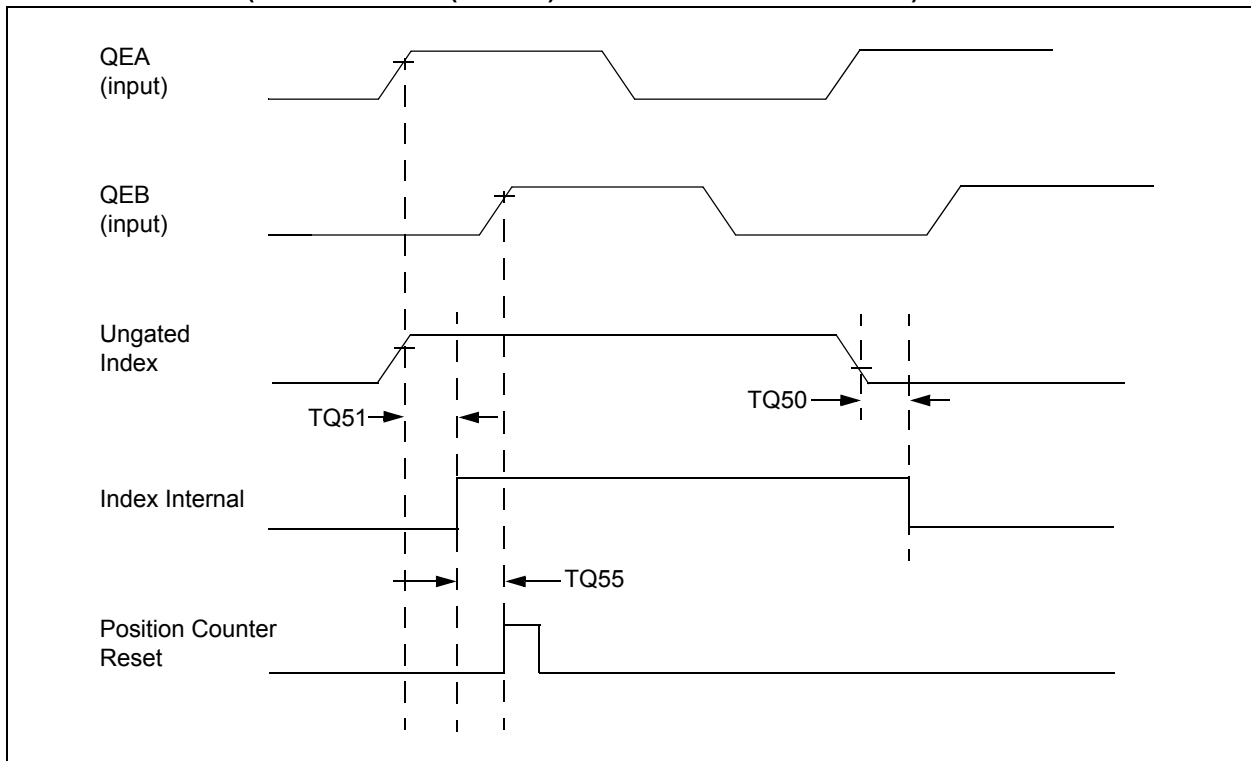 QEA
(input)
QEB
(input)
Ungated
Index
TQ51
TQ50
Index Internal
TQ55
Position Counter
Reset